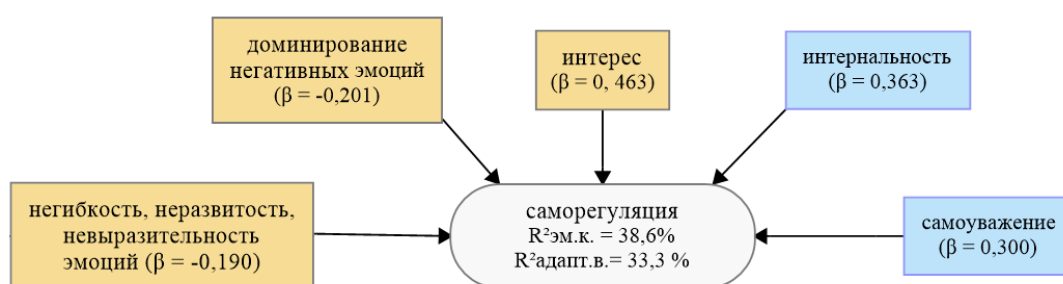 доминирование
негативных эмоций
(β = -0,201)
интерес
(β = 0, 463)
интернальность
(β = 0,363)
негибкость, неразвитость,
невыразительность
эмоций (β = -0,190)
саморегуляция
R²эм.к. = 38,6%
R²адапт.в.= 33,3 %
самоуважение
(β = 0,300)